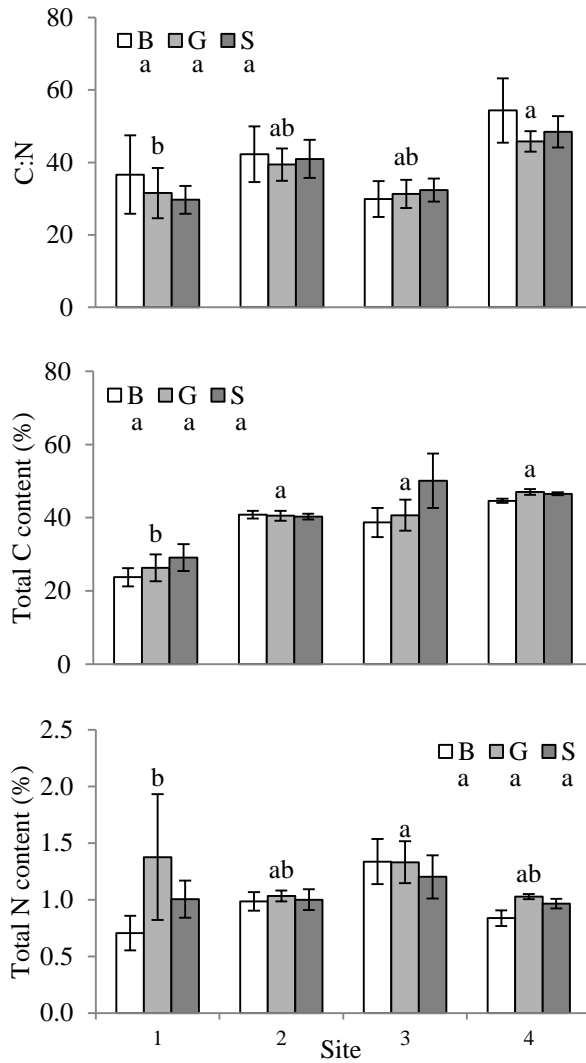 80
B G S
a a a
60
a
ab
ab
b
40
C:N
20
0
80
B G S
a a a
60
a
a
a
b
40
Total C content (%)
20
0
2.5
B G S
a a a
2.0
b
1.5
a
ab
ab
1.0
Total N content (%)
0.5
0.0
1 2 3 4
Site